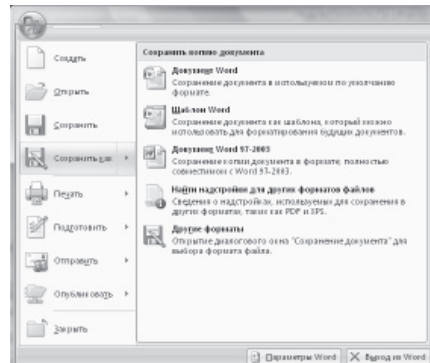 Создать
Открыть
Сохранить
Сохранить как
Печать
Подготовить
Отправить
Опубликовать
Закрыть
Сохранить копию документа
Документ Word
Сохранение документа в используемом по умолчанию
формате.
Шаблон Word
Сохранение документа как шаблона, который можно
использовать для форматирования будущих документов.
Документ Word 97-2003
Сохранение копии документа в формате, полностью
совместимом с Word 97-2003.
Найти надстройки для других форматов файлов
Сведения о надстройках, используемых для сохранения в
других форматах, таких как PDF и XPS.
Другие форматы
Открытие диалогового окна "Сохранение документа" для
выбора формата файла.
Параметры Word
Выход из Word